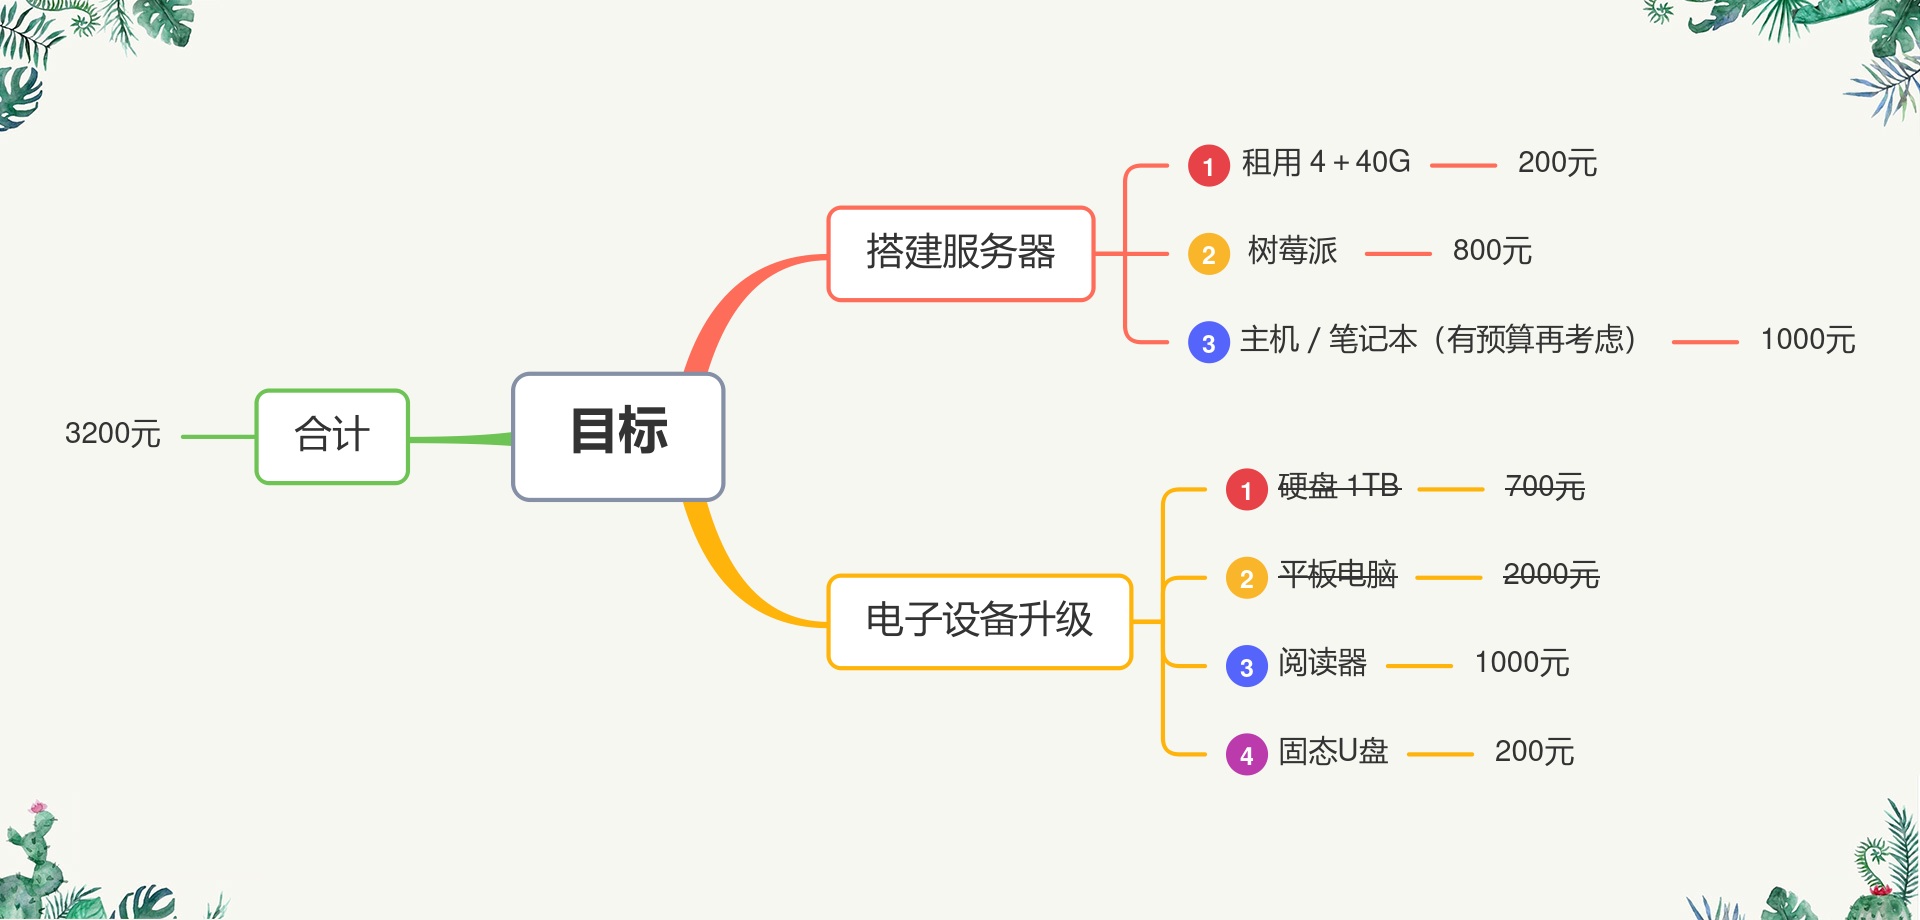 目标
搭建服务器
1 租用 4 + 40G 200元
2 树莓派 800元
3 主机 / 笔记本（有预算再考虑） 1000元
电子设备升级
1 硬盘 1TB 700元
2 平板电脑 2000元
3 阅读器 1000元
4 固态U盘 200元
合计
3200元